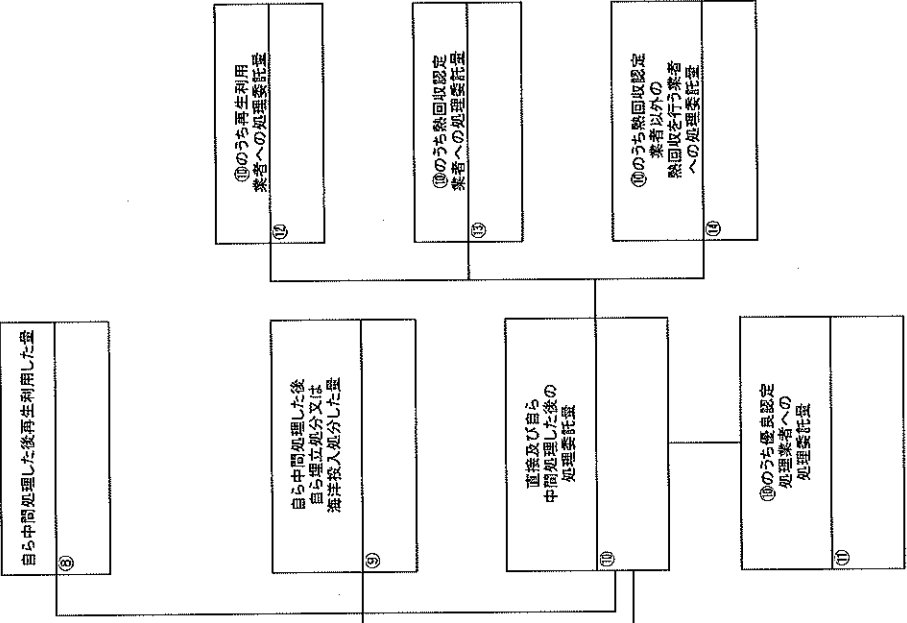 自ら中間処理した後再生利用した量
⑧
自ら中間処理した後
自ら埋立処分又は
海洋投入処分した量
⑨
直接及び自ら
中間処理した後の
処理委託量
⑩
⑩のうち優良認定
処理業者への
処理委託量
⑪
⑩のうち再生利用
業者への処理委託量
⑫
⑩のうち熱回収認定
業者への処理委託量
⑬
⑩のうち熱回収認定
業者以外の
熱回収を行う業者
への処理委託量
⑭